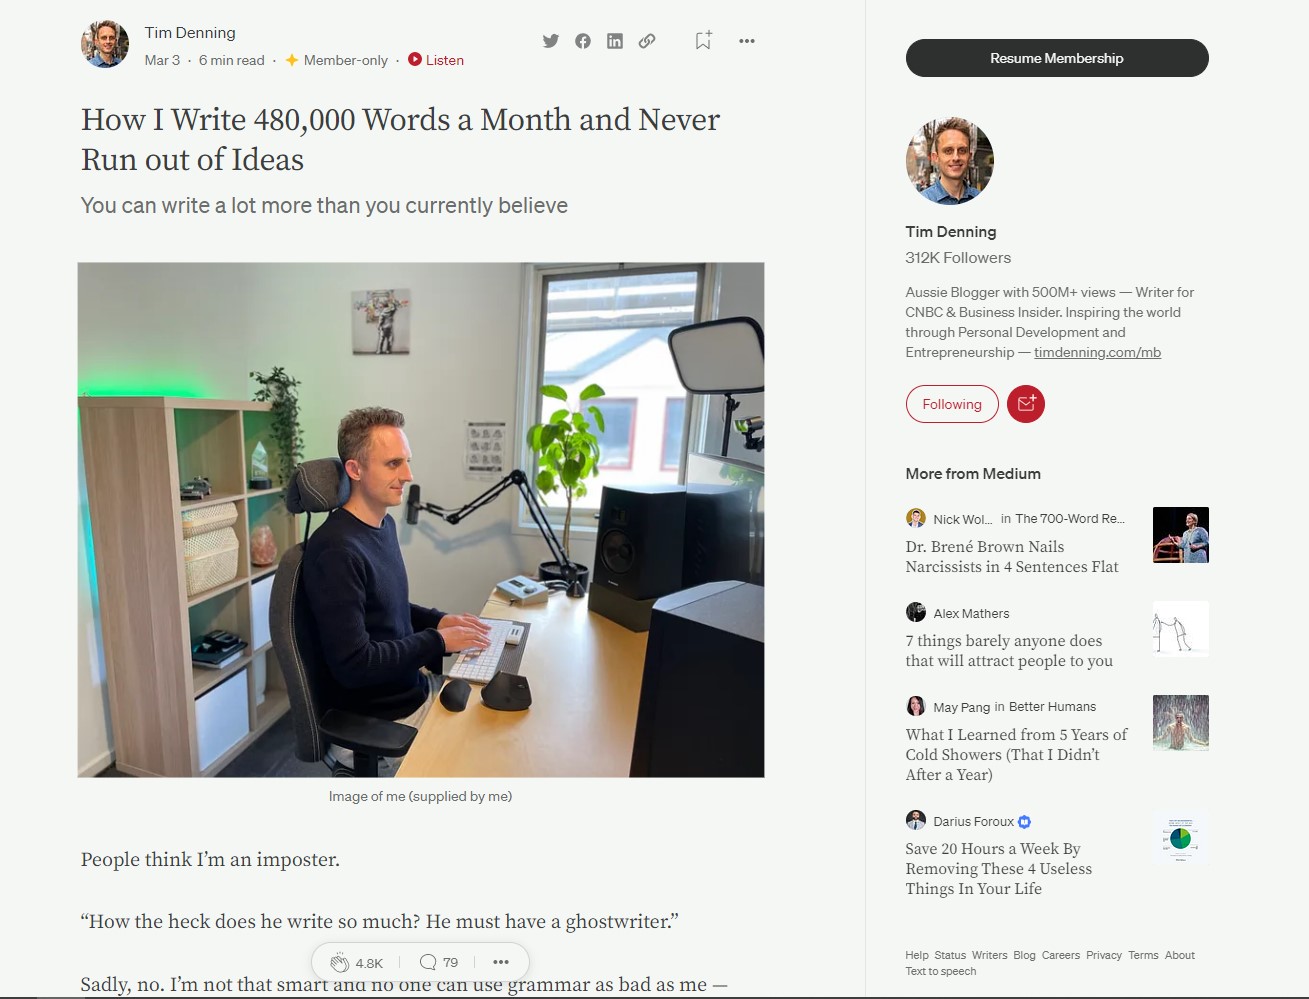 Tim Denning
Mar 3 · 6 min read · Member-only · Listen
How I Write 480,000 Words a Month and Never
Run out of Ideas
You can write a lot more than you currently believe
Image of me (supplied by me)
People think I’m an imposter.
“How the heck does he write so much? He must have a ghostwriter.”
4.8K 79
Sadly, no. I’m not that smart and no one can use grammar as bad as me —
Resume Membership
Tim Denning
312K Followers
Aussie Blogger with 500M+ views — Writer for
CNBC & Business Insider. Inspiring the world
through Personal Development and
Entrepreneurship — timdenning.com/mb
Following
More from Medium
Nick Wol... in The 700-Word Re...
Dr. Brené Brown Nails
Narcissists in 4 Sentences Flat
Alex Mathers
7 things barely anyone does
that will attract people to you
May Pang in Better Humans
What I Learned from 5 Years of
Cold Showers (That I Didn’t
After a Year)
Darius Foroux
Save 20 Hours a Week By
Removing These 4 Useless
Things In Your Life
Help Status Writers Blog Careers Privacy Terms About
Text to speech